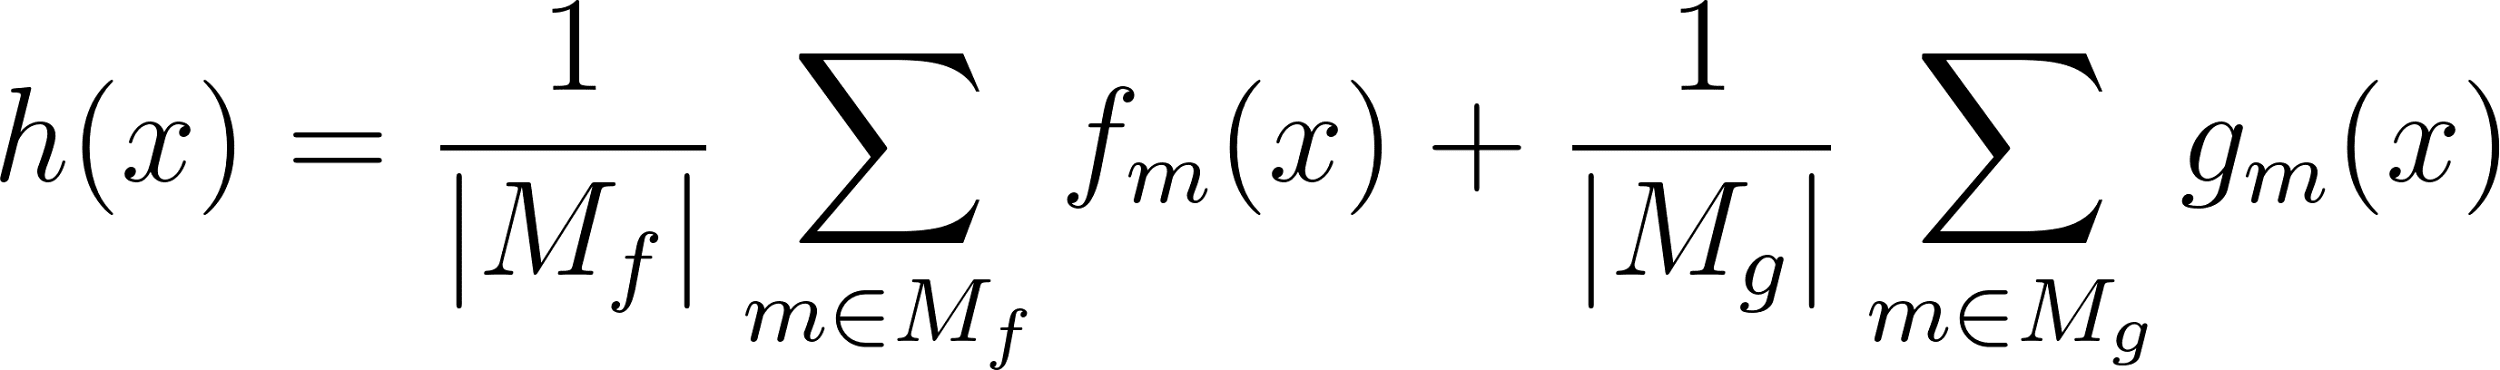 h(x) = \frac{1}{|M_f|} \sum_{m \in M_f} f_m(x) + \frac{1}{|M_g|} \sum_{m \in M_g} g_m(x)